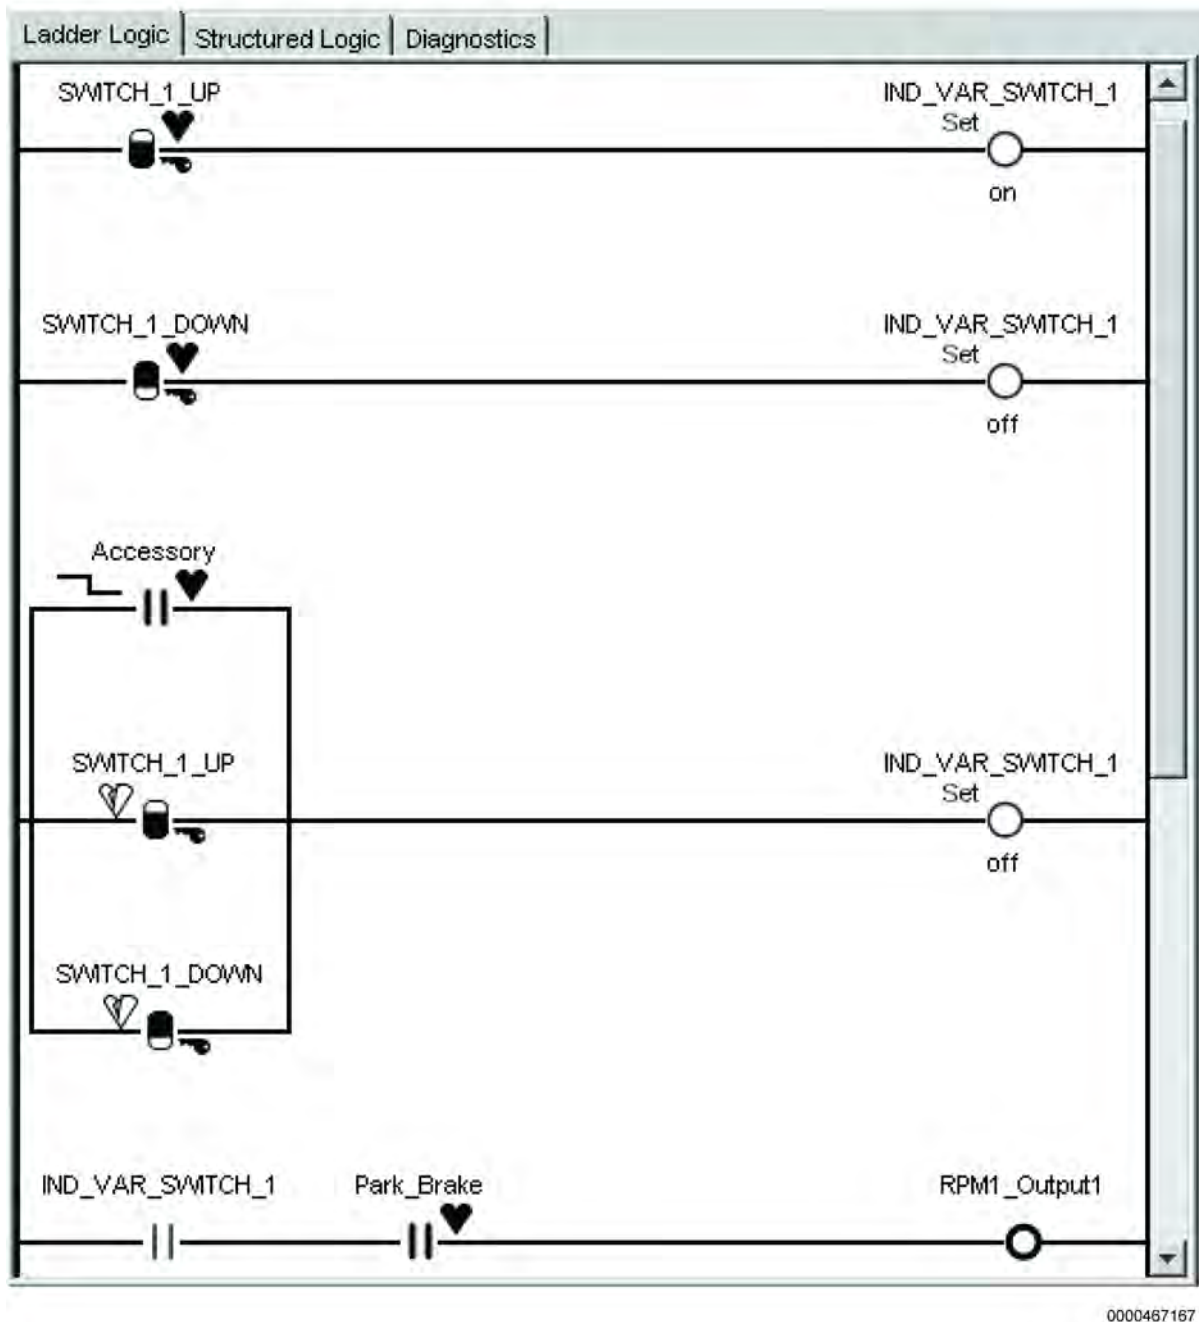 Ladder Logic Structured Logic Diagnostics
SWITCH_1_UP IND_VAR_SWITCH_1
Set
on
SWITCH_1_DOWN IND_VAR_SWITCH_1
Set
off
Accessory
SWITCH_1_UP IND_VAR_SWITCH_1
Set
off
SWITCH_1_DOWN
IND_VAR_SWITCH_1 Park_Brake RPM1_Output1
0000467167